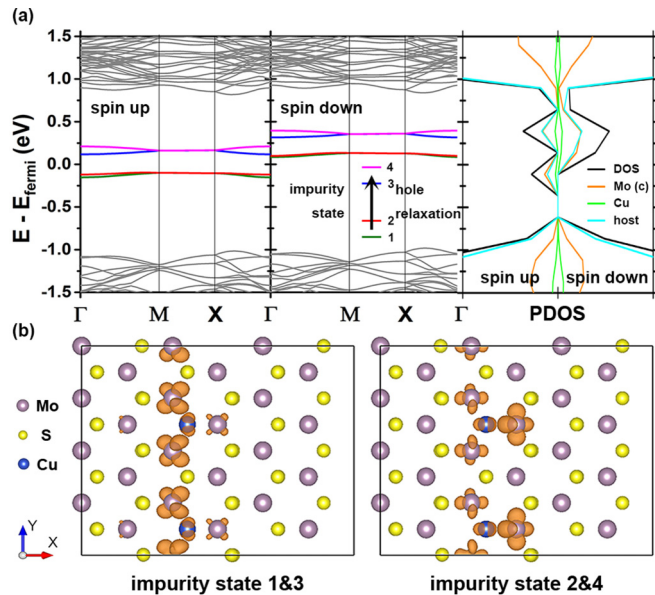 (a)
E - Efermi (eV)
1.5
1.0
0.5
0.0
-0.5
-1.0
-1.5
spin up
spin down
impurity
state
4
3
2
1
hole
relaxation
DOS
Mo (c)
Cu
host
spin up
spin down
Γ M X Γ M X Γ PDOS
(b)
Mo
S
Cu
Y
X
impurity state 1&3
impurity state 2&4